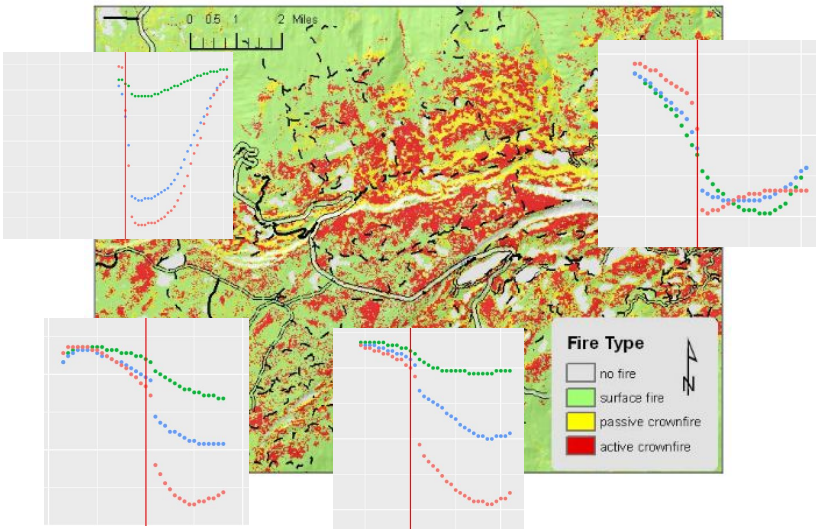 0 0.5 1 2 Miles
Fire Type
no fire
surface fire
passive crownfire
active crownfire
N